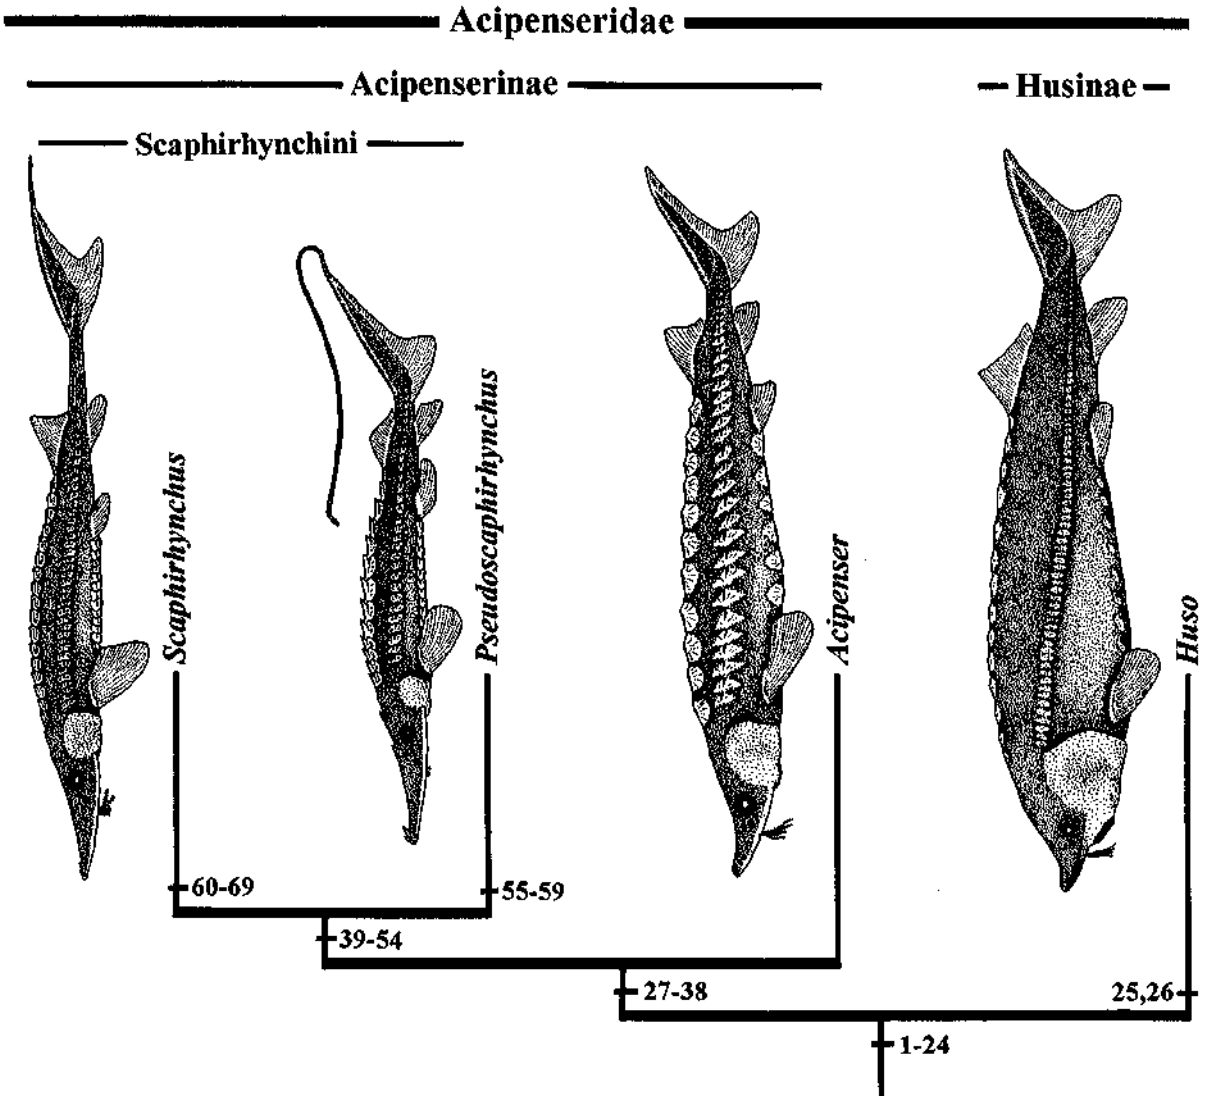 Acipenseridae
Acipenserinae
Husinae
Scaphirhynchini
Scaphirhynchus
Pseudoscaphirhynchus
Acipenser
Huso
60-69
55-59
39-54
27-38
25,26
1-24